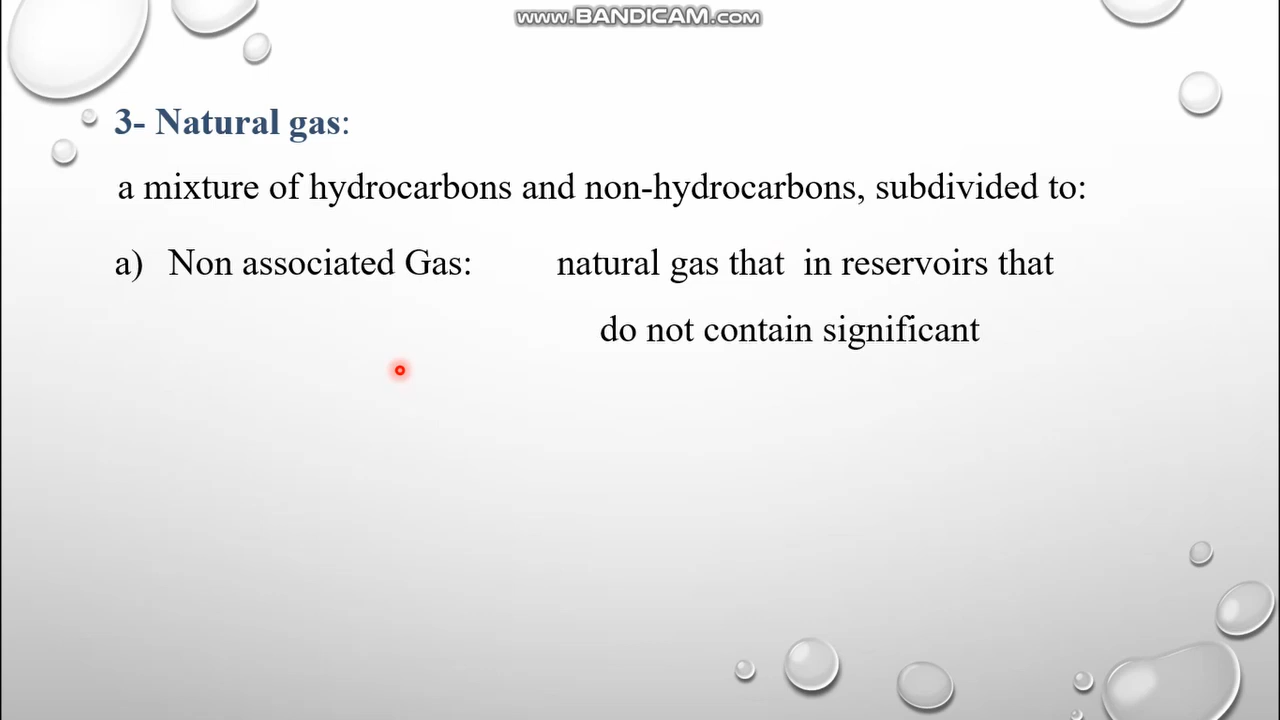 www.BANDICAM.com
3- Natural gas:
a mixture of hydrocarbons and non-hydrocarbons, subdivided to:
a) Non associated Gas: natural gas that in reservoirs that
do not contain significant